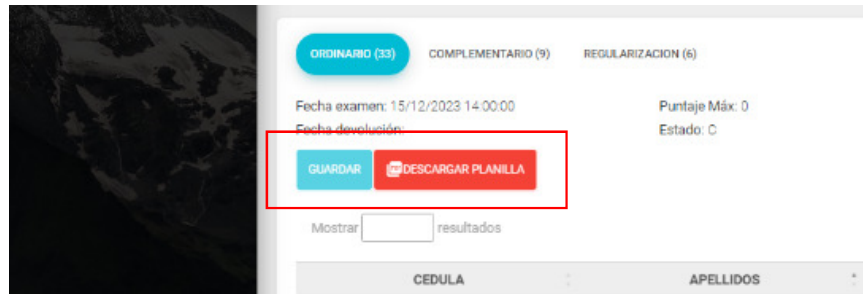 ORDINARIO (33) COMPLEMENTARIO (9) REGULARIZACION (6)
Fecha examen: 15/12/2023 14:00:00 Puntaje Máx: 0
Fecha devolución: Estado: C
GUARDAR PDF DESCARGAR PLANILLA
Mostrar resultados
CEDULA APELLIDOS